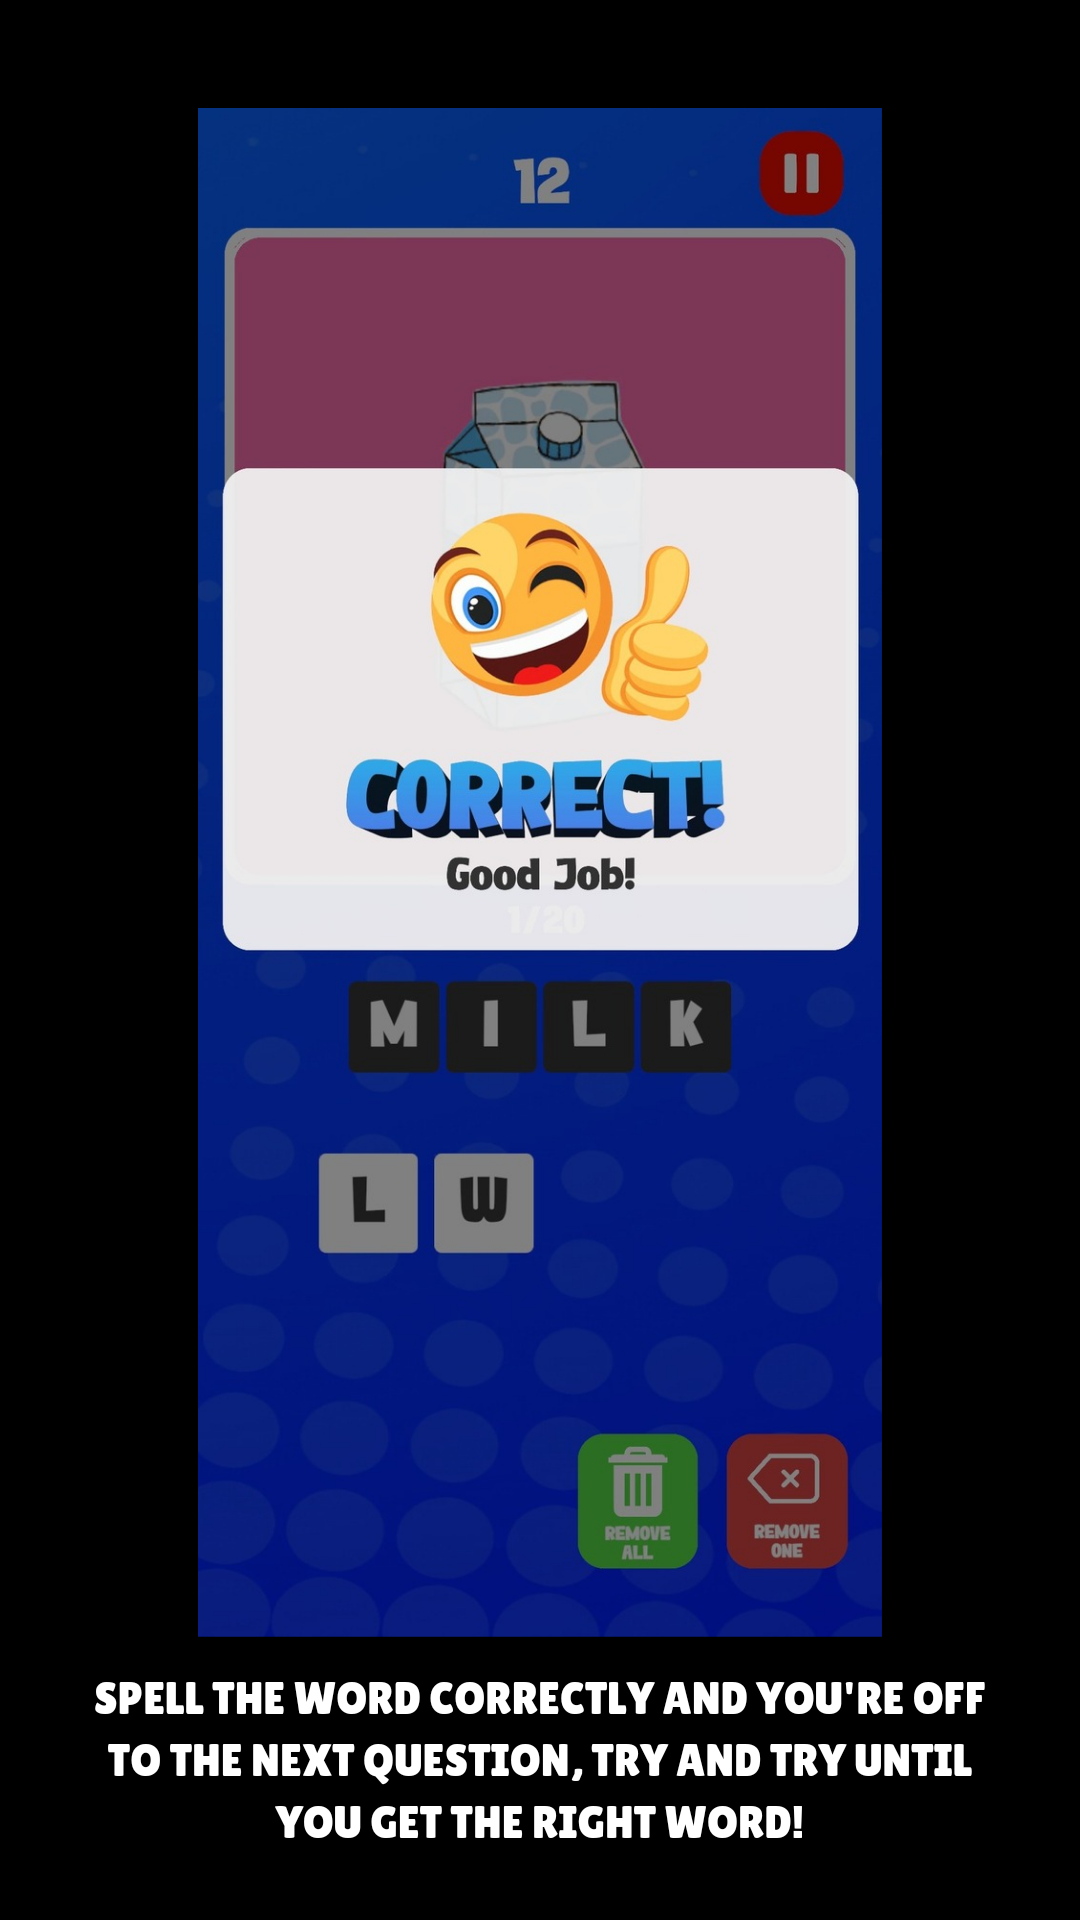 12
CORRECT!
Good Job!
1/20
M I L K
L W
REMOVE ALL
REMOVE ONE
SPELL THE WORD CORRECTLY AND YOU'RE OFF
TO THE NEXT QUESTION, TRY AND TRY UNTIL
YOU GET THE RIGHT WORD!